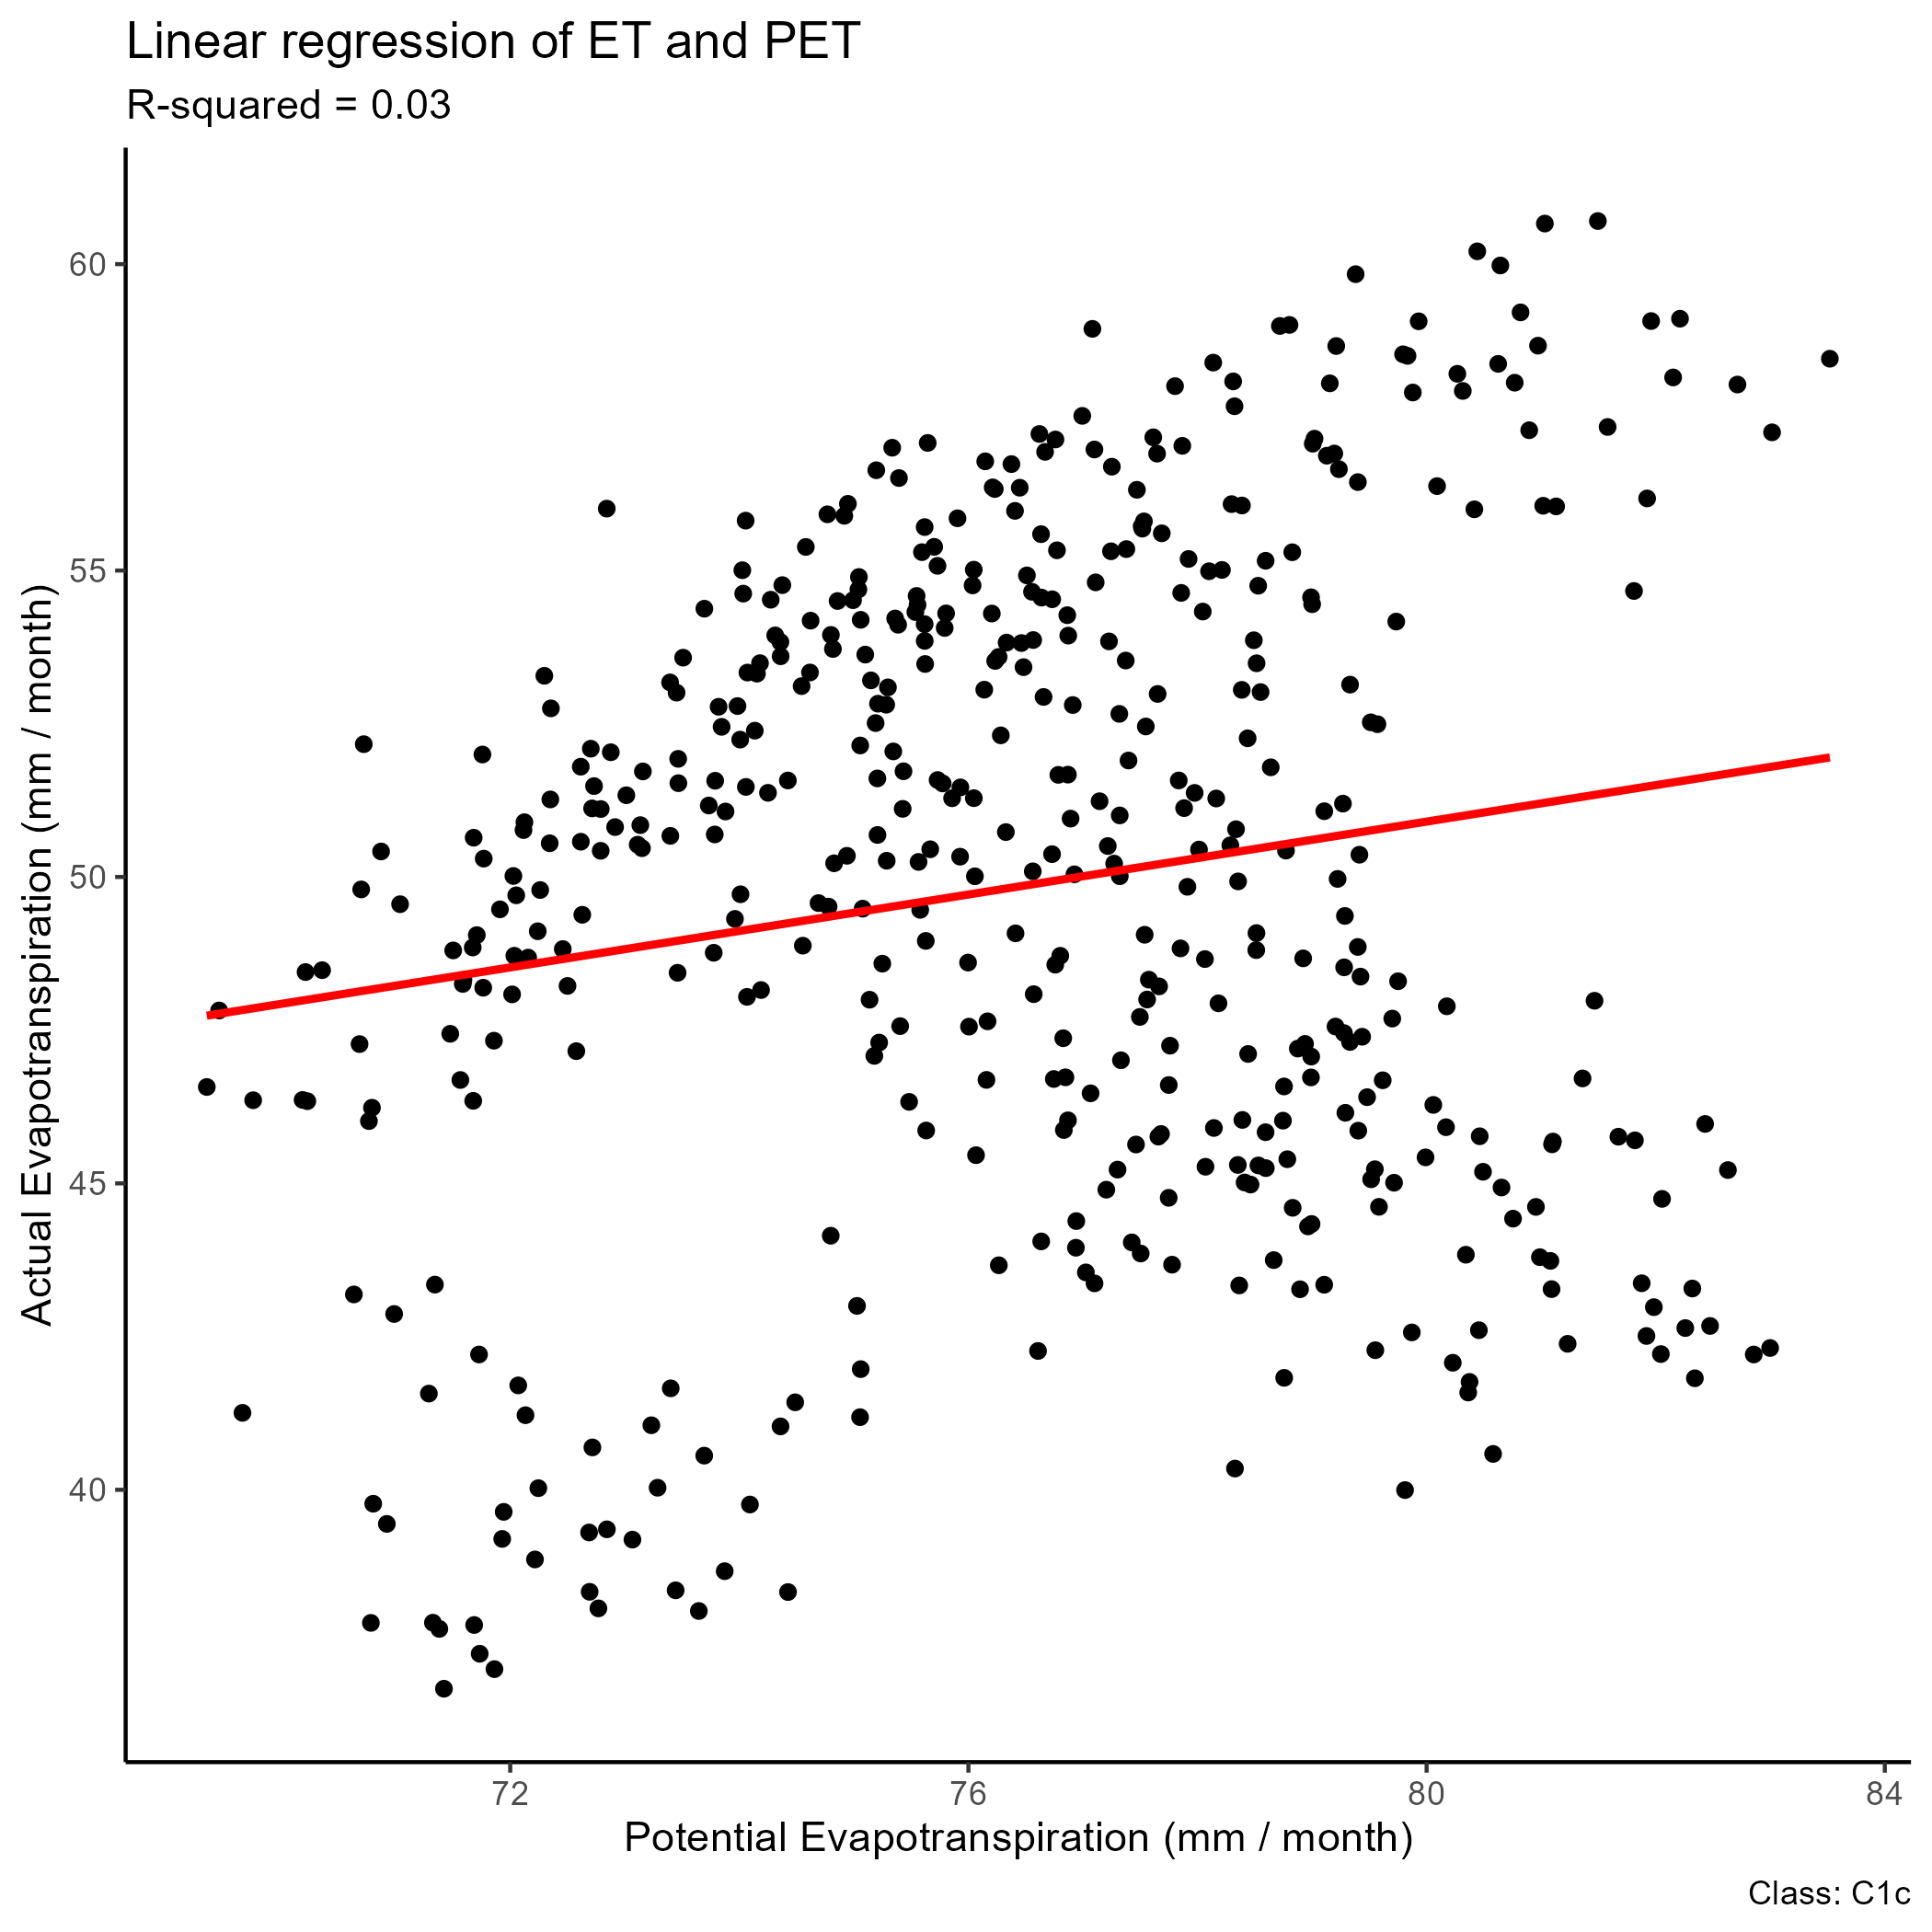 Linear regression of ET and PET
R-squared = 0.03
Actual Evapotranspiration (mm / month)
60
55
50
45
40
72
76
80
84
Potential Evapotranspiration (mm / month)
Class: C1c